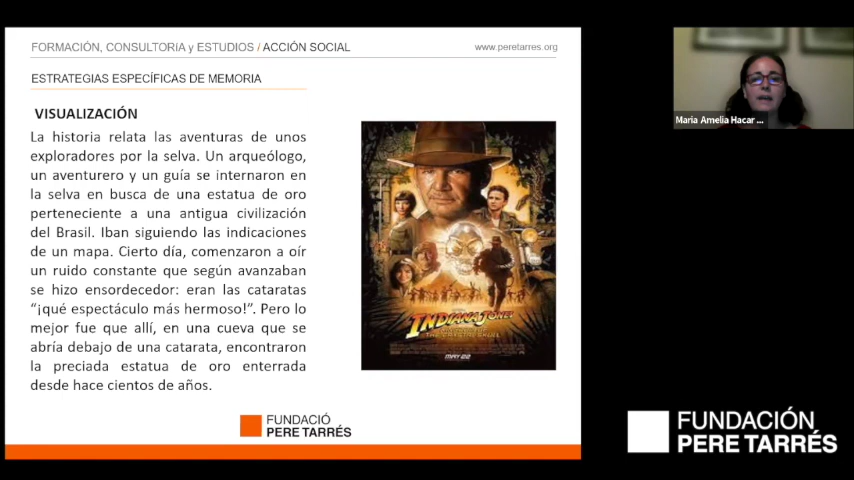 FORMACIÓN, CONSULTORIA y ESTUDIOS / ACCIÓN SOCIAL
www.peretarres.org
ESTRATEGIAS ESPECÍFICAS DE MEMORIA
VISUALIZACIÓN
La historia relata las aventuras de unos
exploradores por la selva. Un arqueólogo,
un aventurero y un guía se internaron en
la selva en busca de una estatua de oro
perteneciente a una antigua civilización
del Brasil. Iban siguiendo las indicaciones
de un mapa. Cierto día, comenzaron a oír
un ruido constante que según avanzaban
se hizo ensordecedor: eran las cataratas
“¡qué espectáculo más hermoso!”. Pero lo
mejor fue que allí, en una cueva que se
abría debajo de una catarata, encontraron
la preciada estatua de oro enterrada
desde hace cientos de años.
INDIANA JONES
MAY 22
FUNDACIÓ
PERE TARRÉS
Maria Amelia Hacar ...
FUNDACIÓN
PERE TARRÉS